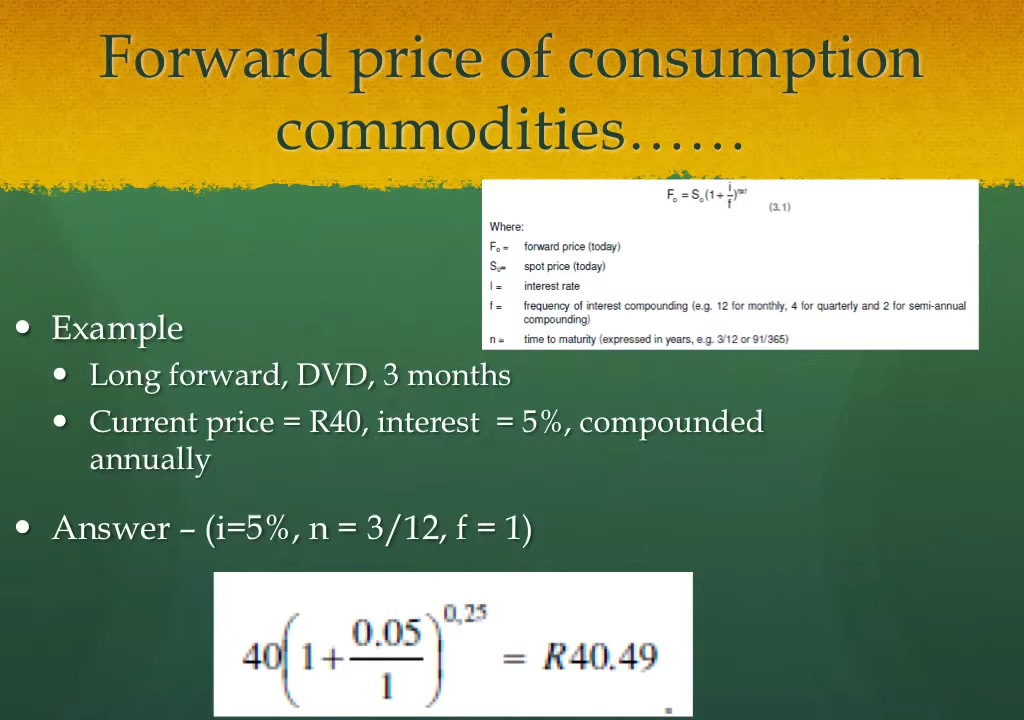 Forward price of consumption
commodities……
F₀ = S₀(1+i/f)ⁿˣᶠ (3.1)
Where:
F₀ = forward price (today)
S₀= spot price (today)
I = interest rate
f = frequency of interest compounding (e.g. 12 for monthly, 4 for quarterly and 2 for semi-annual
compounding)
n = time to maturity (expressed in years, e.g. 3/12 or 91/365)
• Example
• Long forward, DVD, 3 months
• Current price = R40, interest = 5%, compounded
annually
• Answer – (i=5%, n = 3/12, f = 1)
40(1+0.05/1)^0,25 = R40.49